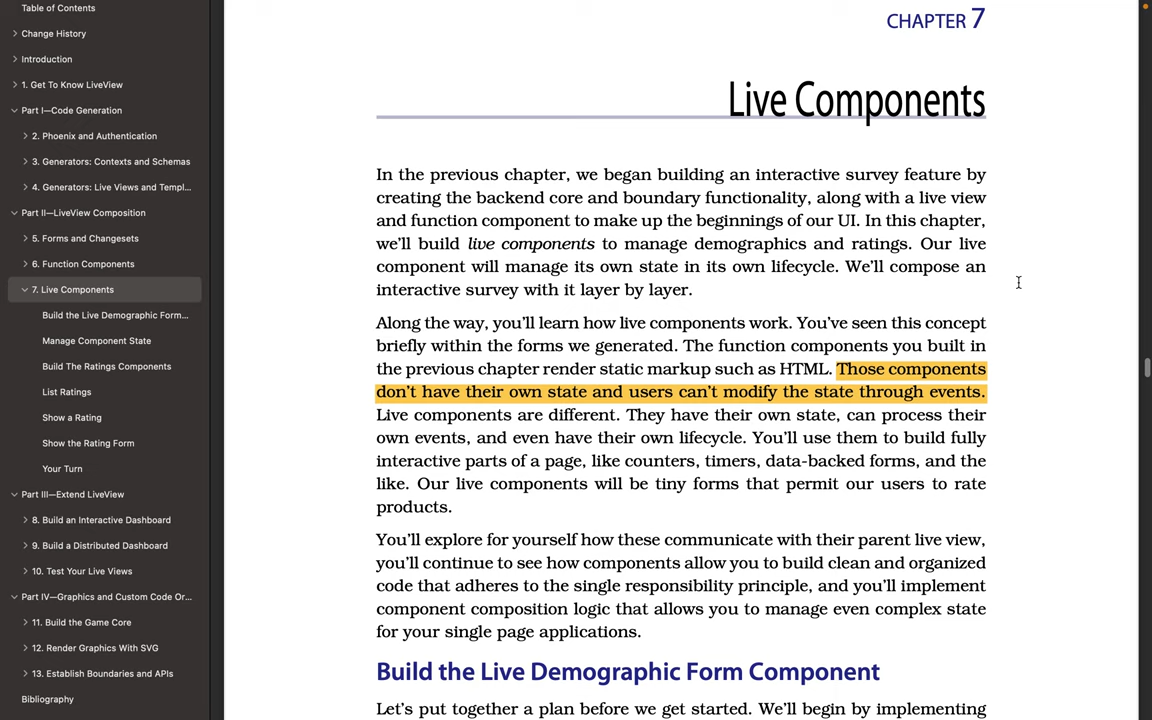 Table of Contents
Change History
Introduction
1. Get To Know LiveView
Part I—Code Generation
2. Phoenix and Authentication
3. Generators: Contexts and Schemas
4. Generators: Live Views and Templ...
Part II—LiveView Composition
5. Forms and Changesets
6. Function Components
7. Live Components
Build the Live Demographic Form...
Manage Component State
Build The Ratings Components
List Ratings
Show a Rating
Show the Rating Form
Your Turn
Part III—Extend LiveView
8. Build an Interactive Dashboard
9. Build a Distributed Dashboard
10. Test Your Live Views
Part IV—Graphics and Custom Code Or...
11. Build the Game Core
12. Render Graphics With SVG
13. Establish Boundaries and APIs
Bibliography
CHAPTER 7
Live Components
In the previous chapter, we began building an interactive survey feature by
creating the backend core and boundary functionality, along with a live view
and function component to make up the beginnings of our UI. In this chapter,
we'll build live components to manage demographics and ratings. Our live
component will manage its own state in its own lifecycle. We'll compose an
interactive survey with it layer by layer.
Along the way, you'll learn how live components work. You've seen this concept
briefly within the forms we generated. The function components you built in
the previous chapter render static markup such as HTML. Those components
don't have their own state and users can't modify the state through events.
Live components are different. They have their own state, can process their
own events, and even have their own lifecycle. You'll use them to build fully
interactive parts of a page, like counters, timers, data-backed forms, and the
like. Our live components will be tiny forms that permit our users to rate
products.
You'll explore for yourself how these communicate with their parent live view,
you'll continue to see how components allow you to build clean and organized
code that adheres to the single responsibility principle, and you'll implement
component composition logic that allows you to manage even complex state
for your single page applications.
Build the Live Demographic Form Component
Let's put together a plan before we get started. We'll begin by implementing